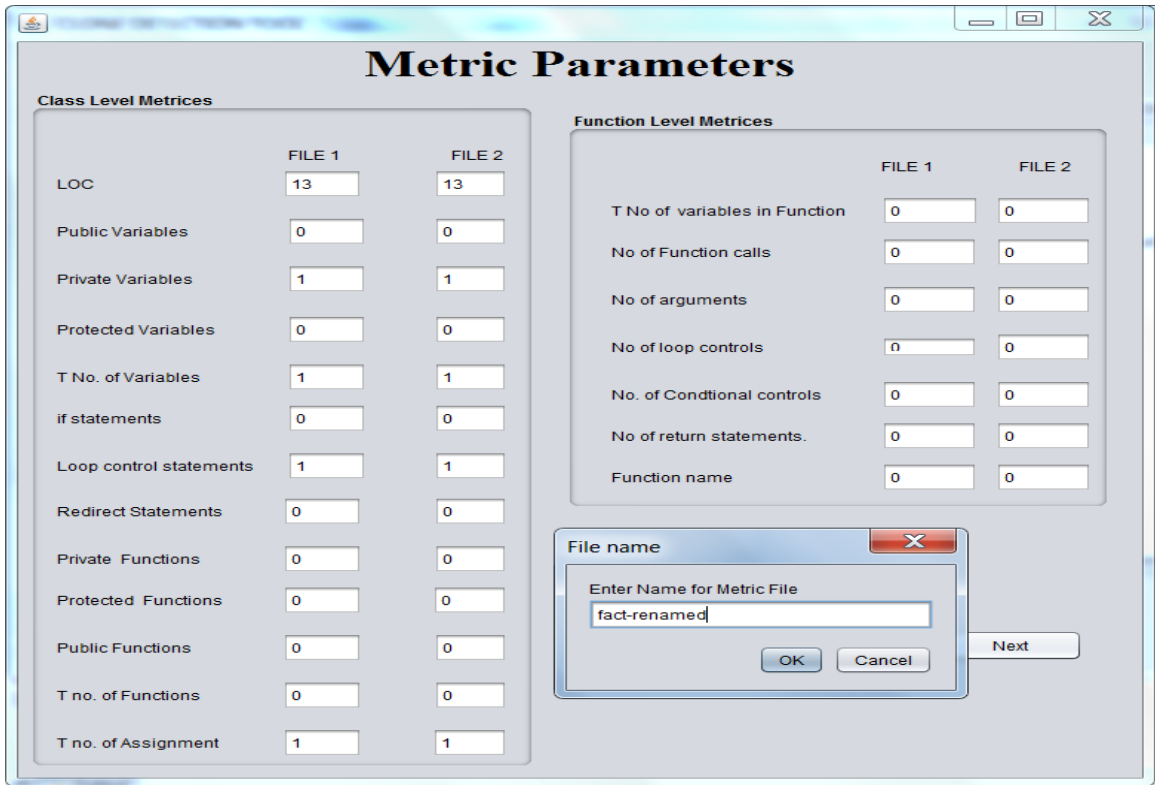 Metric Parameters
Class Level Metrices
FILE 1 FILE 2
LOC 13 13
Public Variables 0 0
Private Variables 1 1
Protected Variables 0 0
T No. of Variables 1 1
if statements 0 0
Loop control statements 1 1
Redirect Statements 0 0
Private Functions 0 0
Protected Functions 0 0
Public Functions 0 0
T no. of Functions 0 0
T no. of Assignment 1 1
Function Level Metrices
FILE 1 FILE 2
T No of variables in Function 0 0
No of Function calls 0 0
No of arguments 0 0
No of loop controls 0 0
No. of Condtional controls 0 0
No of return statements. 0 0
Function name 0 0
File name
Enter Name for Metric File
fact-renamed
OK Cancel
Next